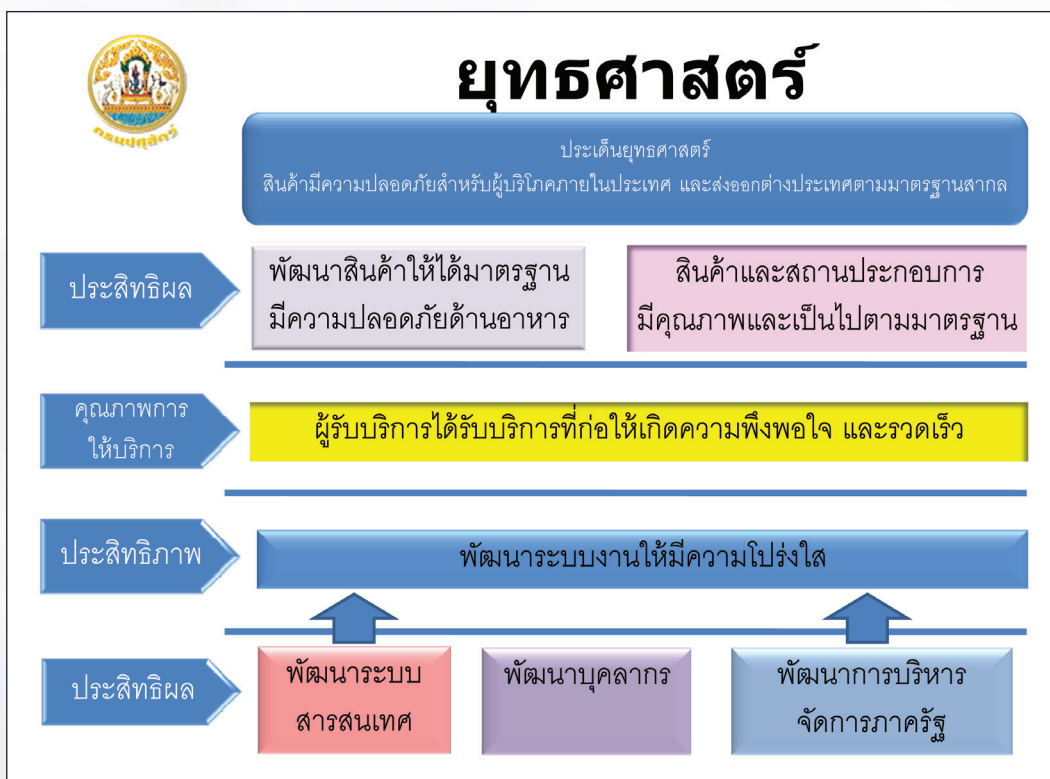 ยุทธศาสตร์
กรมปศุสัตว์
ประเด็นยุทธศาสตร์
สินค้ามีความปลอดภัยสำหรับผู้บริโภคภายในประเทศ และส่งออกต่างประเทศตามมาตรฐานสากล
ประสิทธิผล
พัฒนาสินค้าให้ได้มาตรฐาน
มีความปลอดภัยด้านอาหาร
สินค้าและสถานประกอบการ
มีคุณภาพและเป็นไปตามมาตรฐาน
คุณภาพการ
ให้บริการ
ผู้รับบริการได้รับบริการที่ก่อให้เกิดความพึงพอใจ และรวดเร็ว
ประสิทธิภาพ
พัฒนาระบบงานให้มีความโปร่งใส
ประสิทธิผล
พัฒนาระบบ
สารสนเทศ
พัฒนาบุคลากร
พัฒนาการบริหาร
จัดการภาครัฐ